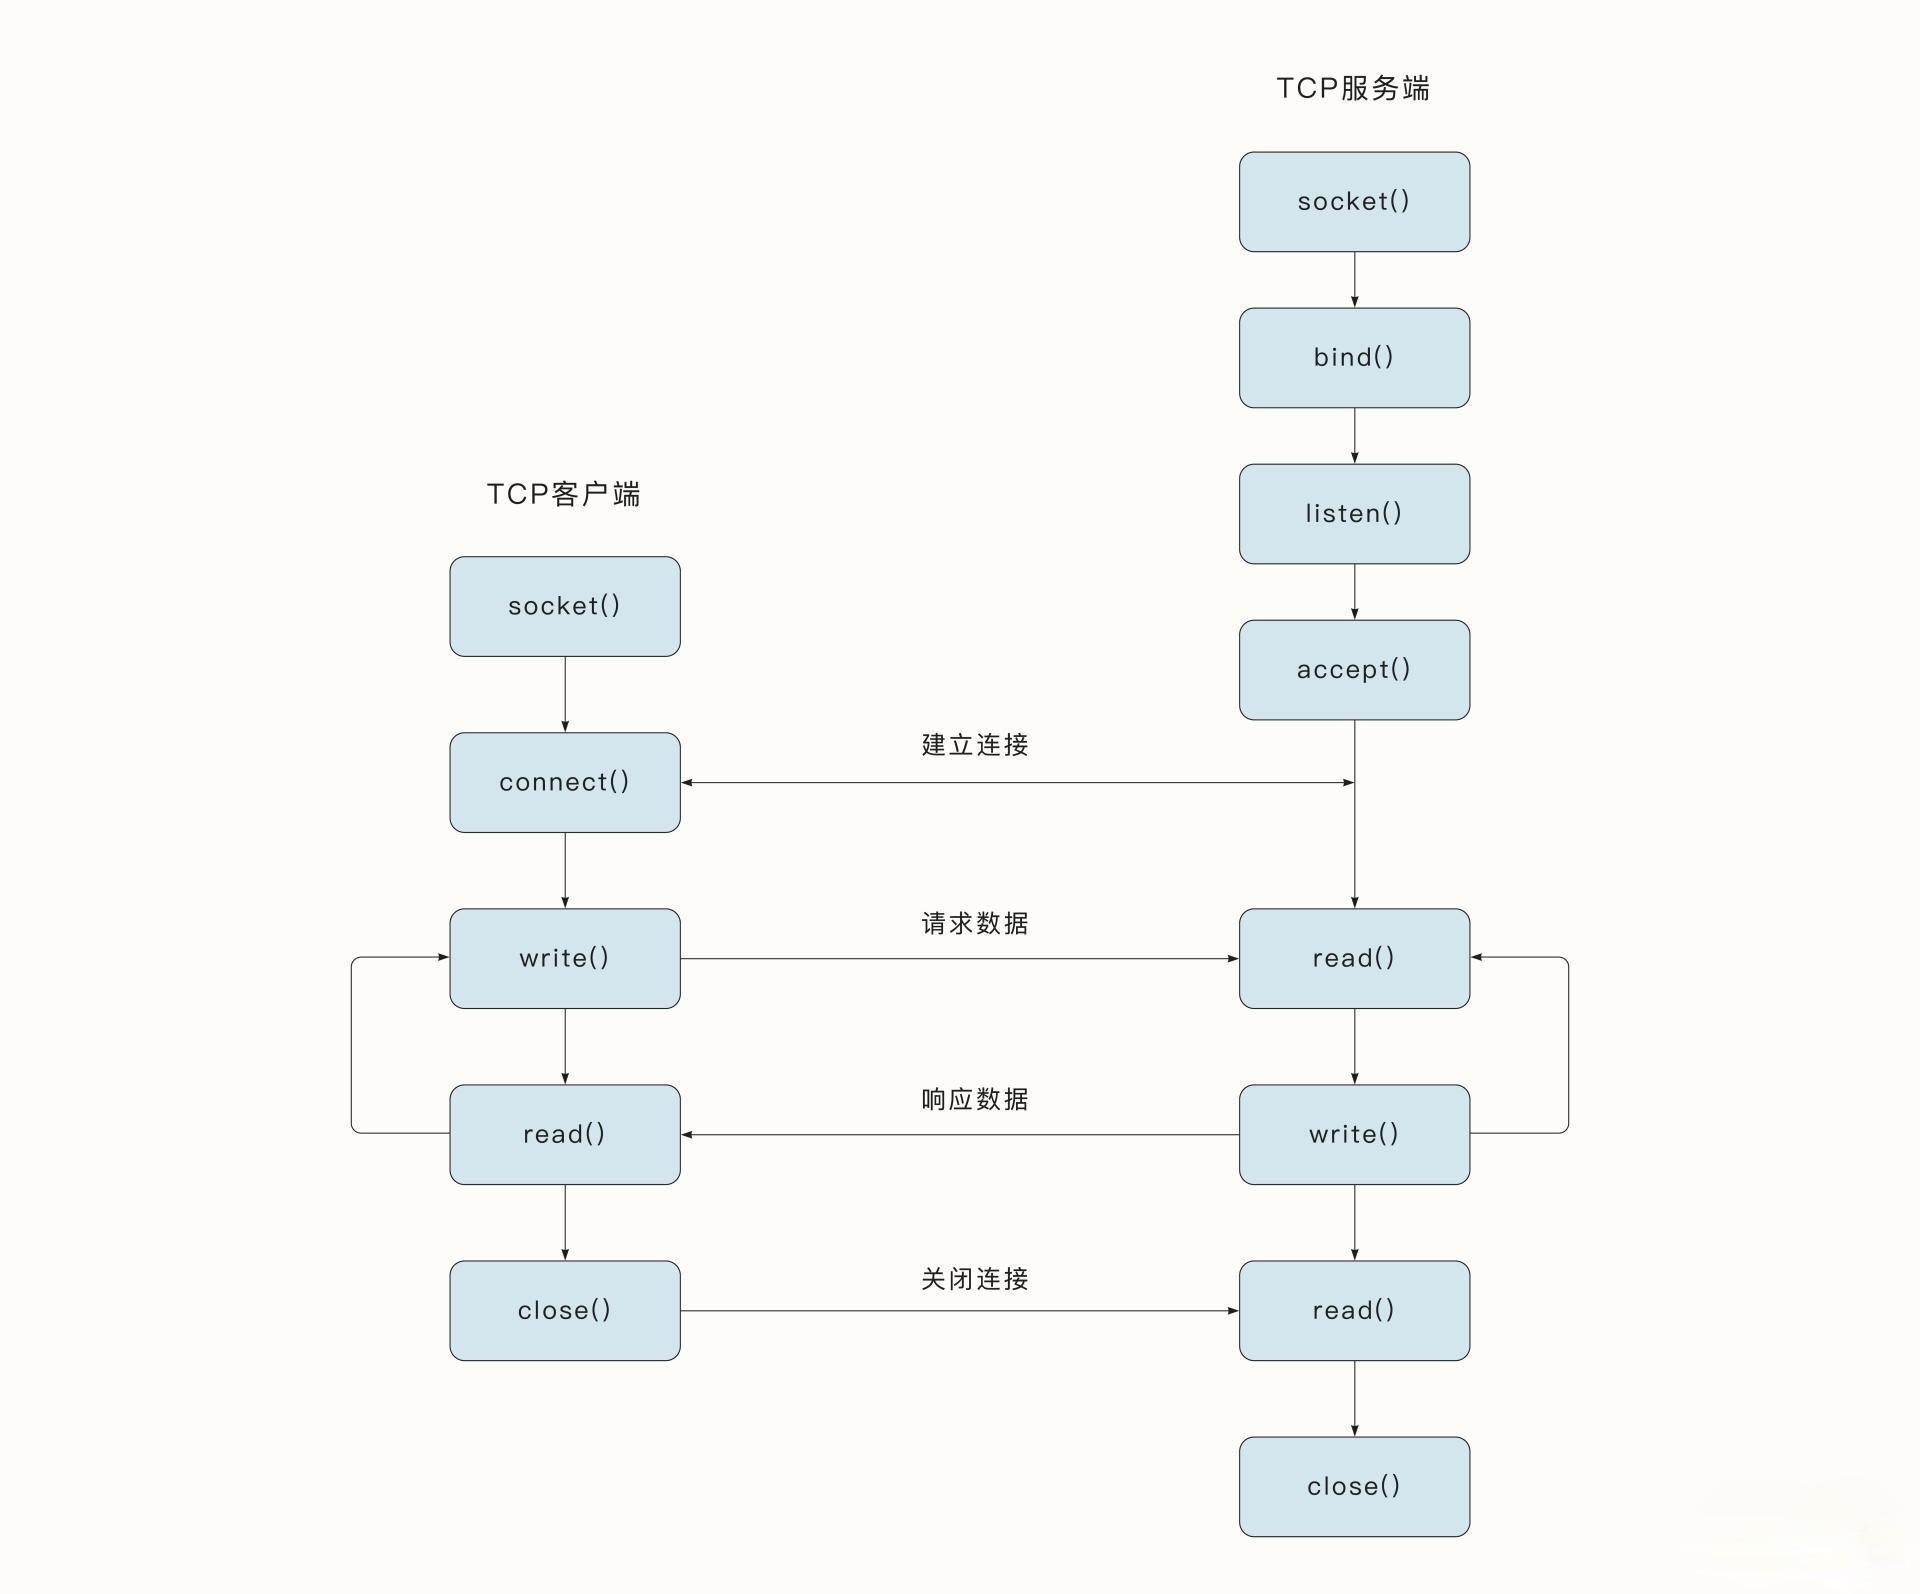 TCP服务端
socket()
bind()
listen()
accept()
TCP客户端
socket()
connect()
建立连接
write()
请求数据
read()
read()
响应数据
write()
close()
关闭连接
read()
close()